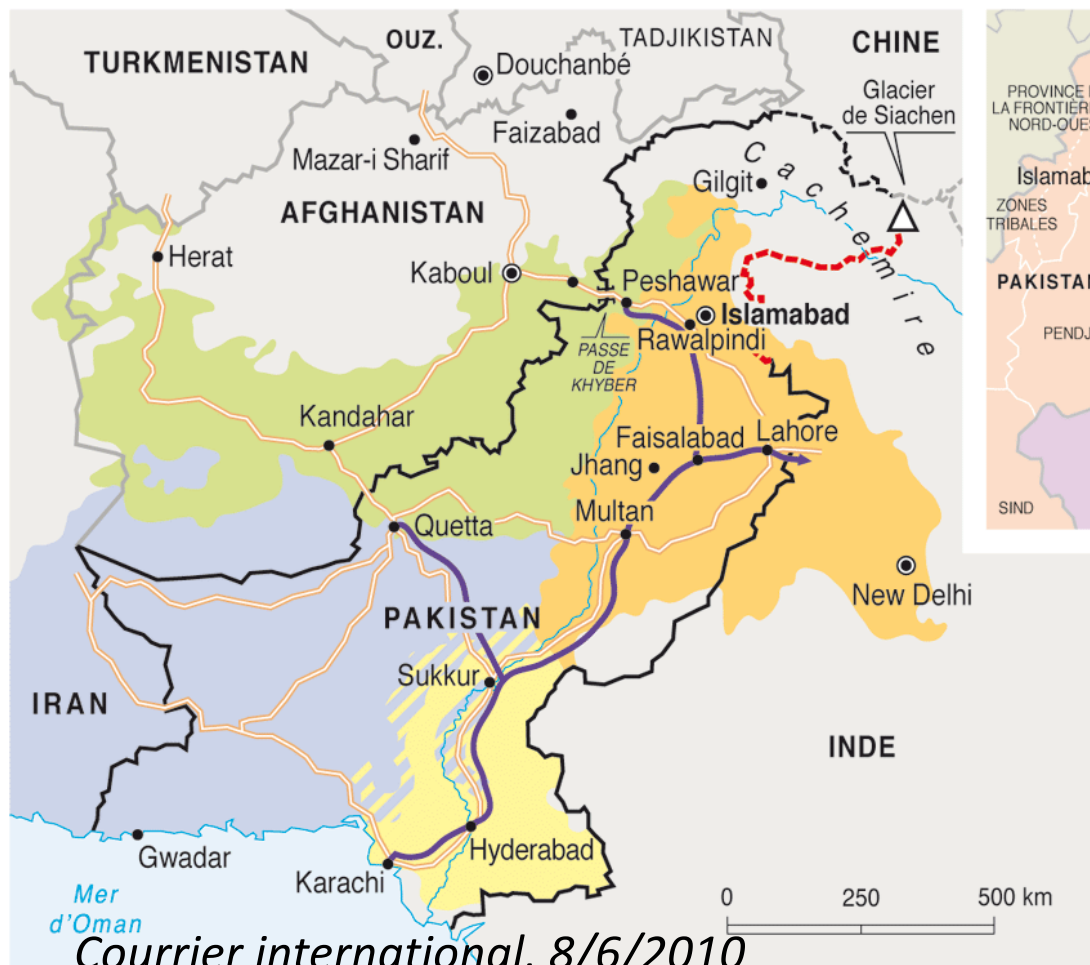 TURKMENISTAN
OUZ.
TADJIKISTAN
CHINE
Douchanbé
Glacier
de Siachen
Faizabad
Mazar-i Sharif
Cachemire
Gilgit
AFGHANISTAN
Herat
Kaboul
Peshawar
Islamabad
Rawalpindi
PASSE
DE
KHYBER
Kandahar
Faisalabad
Lahore
Jhang
Multan
Quetta
New Delhi
PAKISTAN
Sukkur
IRAN
INDE
Gwadar
Hyderabad
Karachi
Mer
d'Oman
0 250 500 km
Courrier international, 8/6/2010
PROVINCE
LA FRONTIÈR
NORD-OUES
Islamab
ZONES
TRIBALES
PAKISTAN
PENDJ
SIND